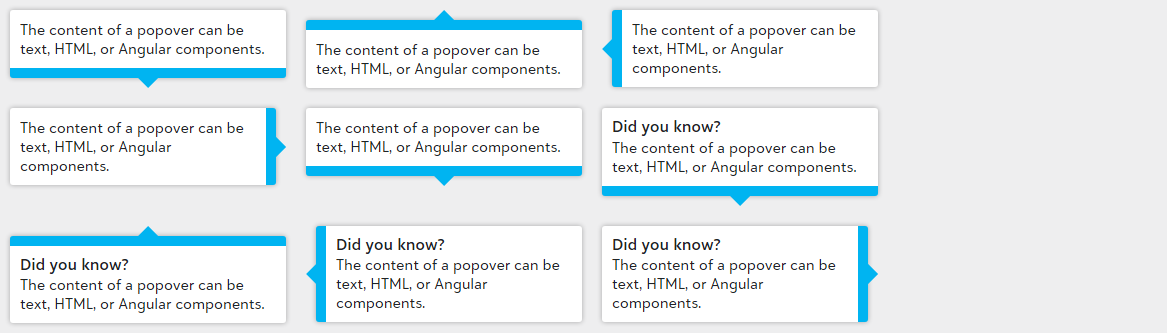 The content of a popover can be
text, HTML, or Angular components.
The content of a popover can be
text, HTML, or Angular components.
The content of a popover can be
text, HTML, or Angular
components.
The content of a popover can be
text, HTML, or Angular
components.
The content of a popover can be
text, HTML, or Angular components.
Did you know?
The content of a popover can be
text, HTML, or Angular components.
Did you know?
The content of a popover can be
text, HTML, or Angular components.
Did you know?
The content of a popover can be
text, HTML, or Angular
components.
Did you know?
The content of a popover can be
text, HTML, or Angular
components.